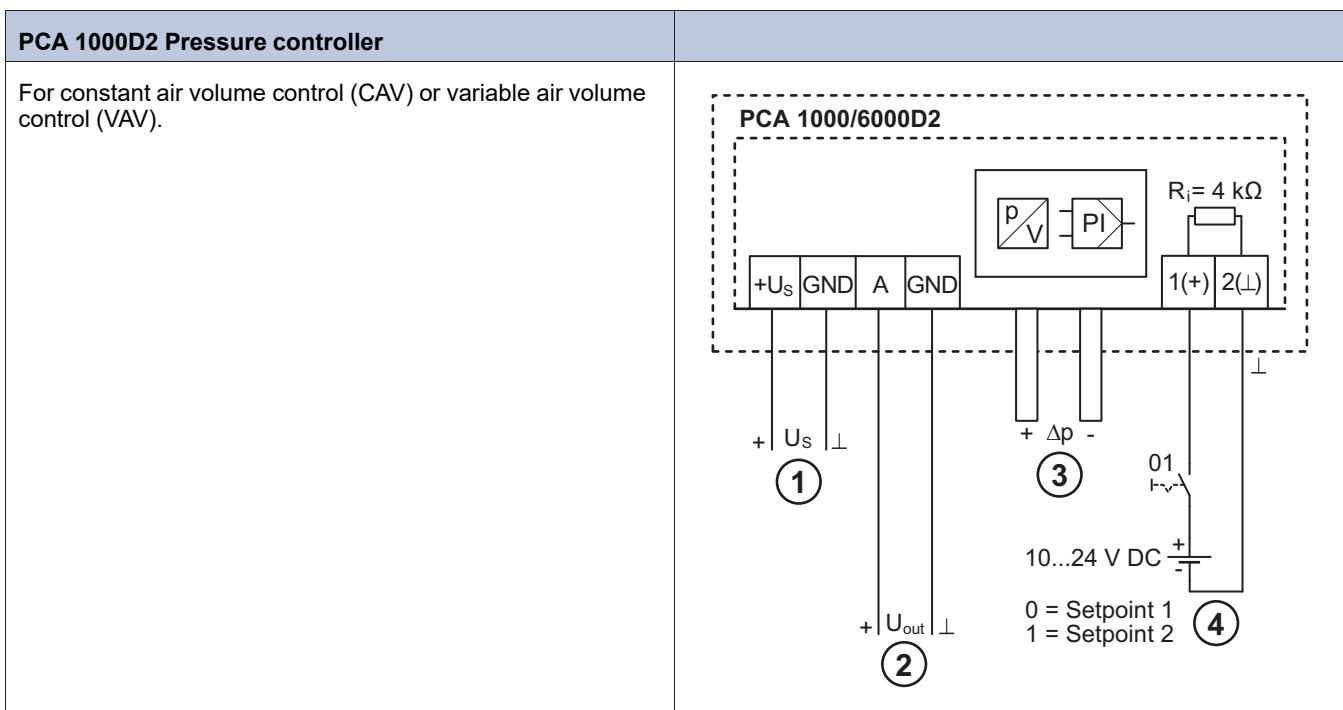 PCA 1000D2 Pressure controller
For constant air volume control (CAV) or variable air volume
control (VAV).
PCA 1000/6000D2
Rᵢ= 4 kΩ
p
V
PI
+Uₛ GND A GND
1(+) 2(⊥)
⊥
+ Uₛ ⊥
1
+ Δp -
3
01
+
10...24 V DC
-
0 = Setpoint 1
1 = Setpoint 2
4
+ Uₒᵤₜ ⊥
2